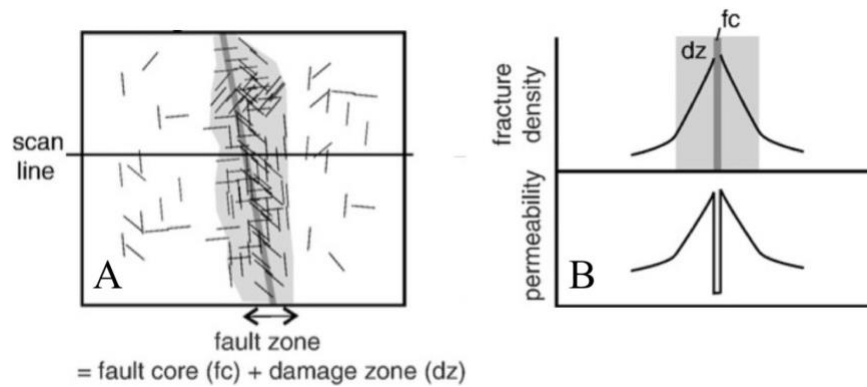 scan
line
A
fault zone
= fault core (fc) + damage zone (dz)
fc
dz
fracture
density
permeability
B